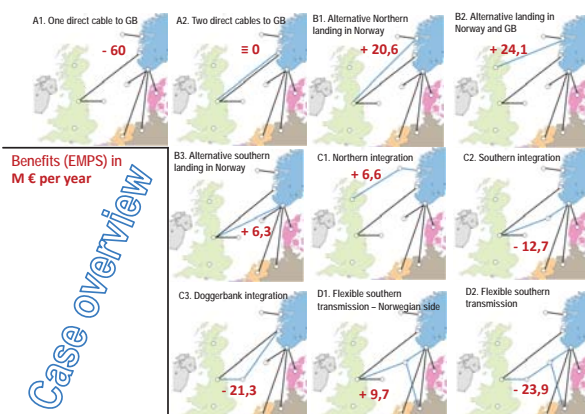 A1. One direct cable to GB
- 60
A2. Two direct cables to GB
≡ 0
B1. Alternative Northern
landing in Norway
+ 20,6
B2. Alternative landing in
Norway and GB
+ 24,1
Benefits (EMPS) in
M € per year
Case overview
B3. Alternative southern
landing in Norway
+ 6,3
C1. Northern integration
+ 6,6
C2. Southern integration
- 12,7
C3. Doggerbank integration
- 21,3
D1. Flexible southern
transmission – Norwegian side
+ 9,7
D2. Flexible southern
transmission
- 23,9